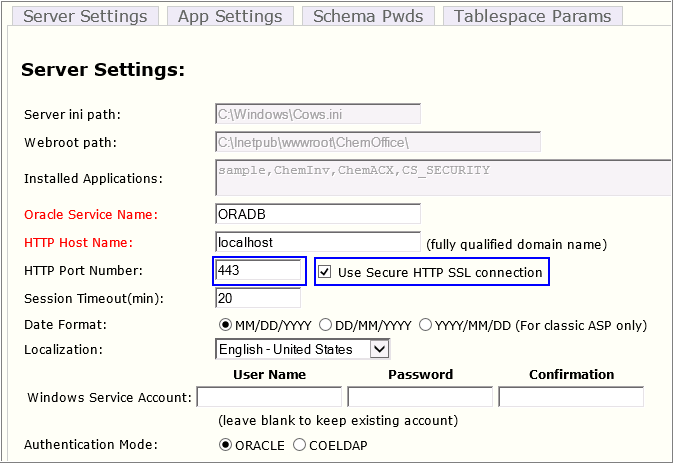 Server Settings App Settings Schema Pwds Tablespace Params
Server Settings:
Server ini path: C:\Windows\Cows.ini
Webroot path: C:\Inetpub\wwwroot\ChemOffice\
Installed Applications: sample,ChemInv,ChemACX,CS_SECURITY
Oracle Service Name: ORADB
HTTP Host Name: localhost (fully qualified domain name)
HTTP Port Number: 443 Use Secure HTTP SSL connection
Session Timeout(min): 20
Date Format: MM/DD/YYYY DD/MM/YYYY YYYY/MM/DD (For classic ASP only)
Localization: English - United States
User Name Password Confirmation
Windows Service Account:
(leave blank to keep existing account)
Authentication Mode: ORACLE COELDAP